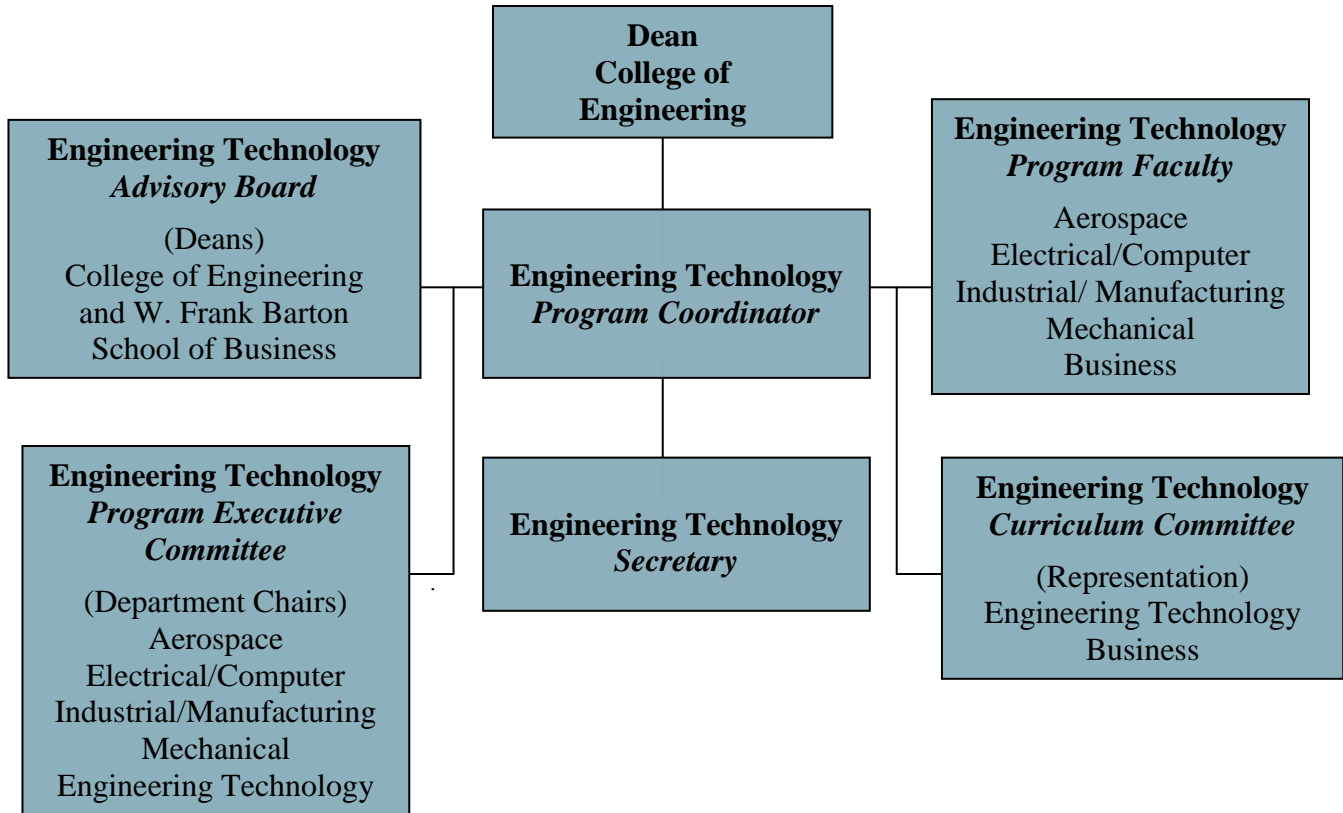 Dean
College of
Engineering
Engineering Technology
Advisory Board
(Deans)
College of Engineering
and W. Frank Barton
School of Business
Engineering Technology
Program Coordinator
Engineering Technology
Program Faculty
Aerospace
Electrical/Computer
Industrial/ Manufacturing
Mechanical
Business
Engineering Technology
Program Executive
Committee
(Department Chairs)
Aerospace
Electrical/Computer
Industrial/Manufacturing
Mechanical
Engineering Technology
.
Engineering Technology
Secretary
Engineering Technology
Curriculum Committee
(Representation)
Engineering Technology
Business